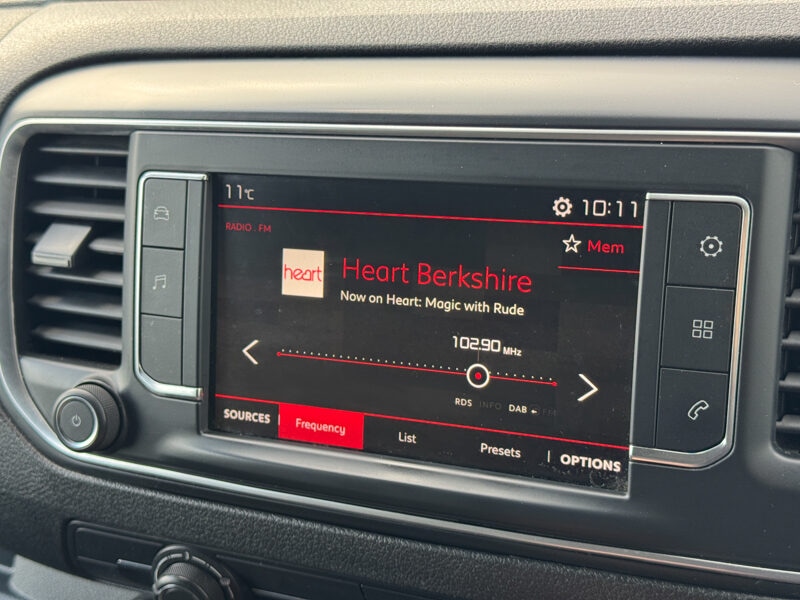 11°C
10:11
RADIO . FM
Mem
heart
Heart Berkshire
Now on Heart: Magic with Rude
102.90 MHz
RDS INFO DAB FM
SOURCES Frequency List Presets OPTIONS